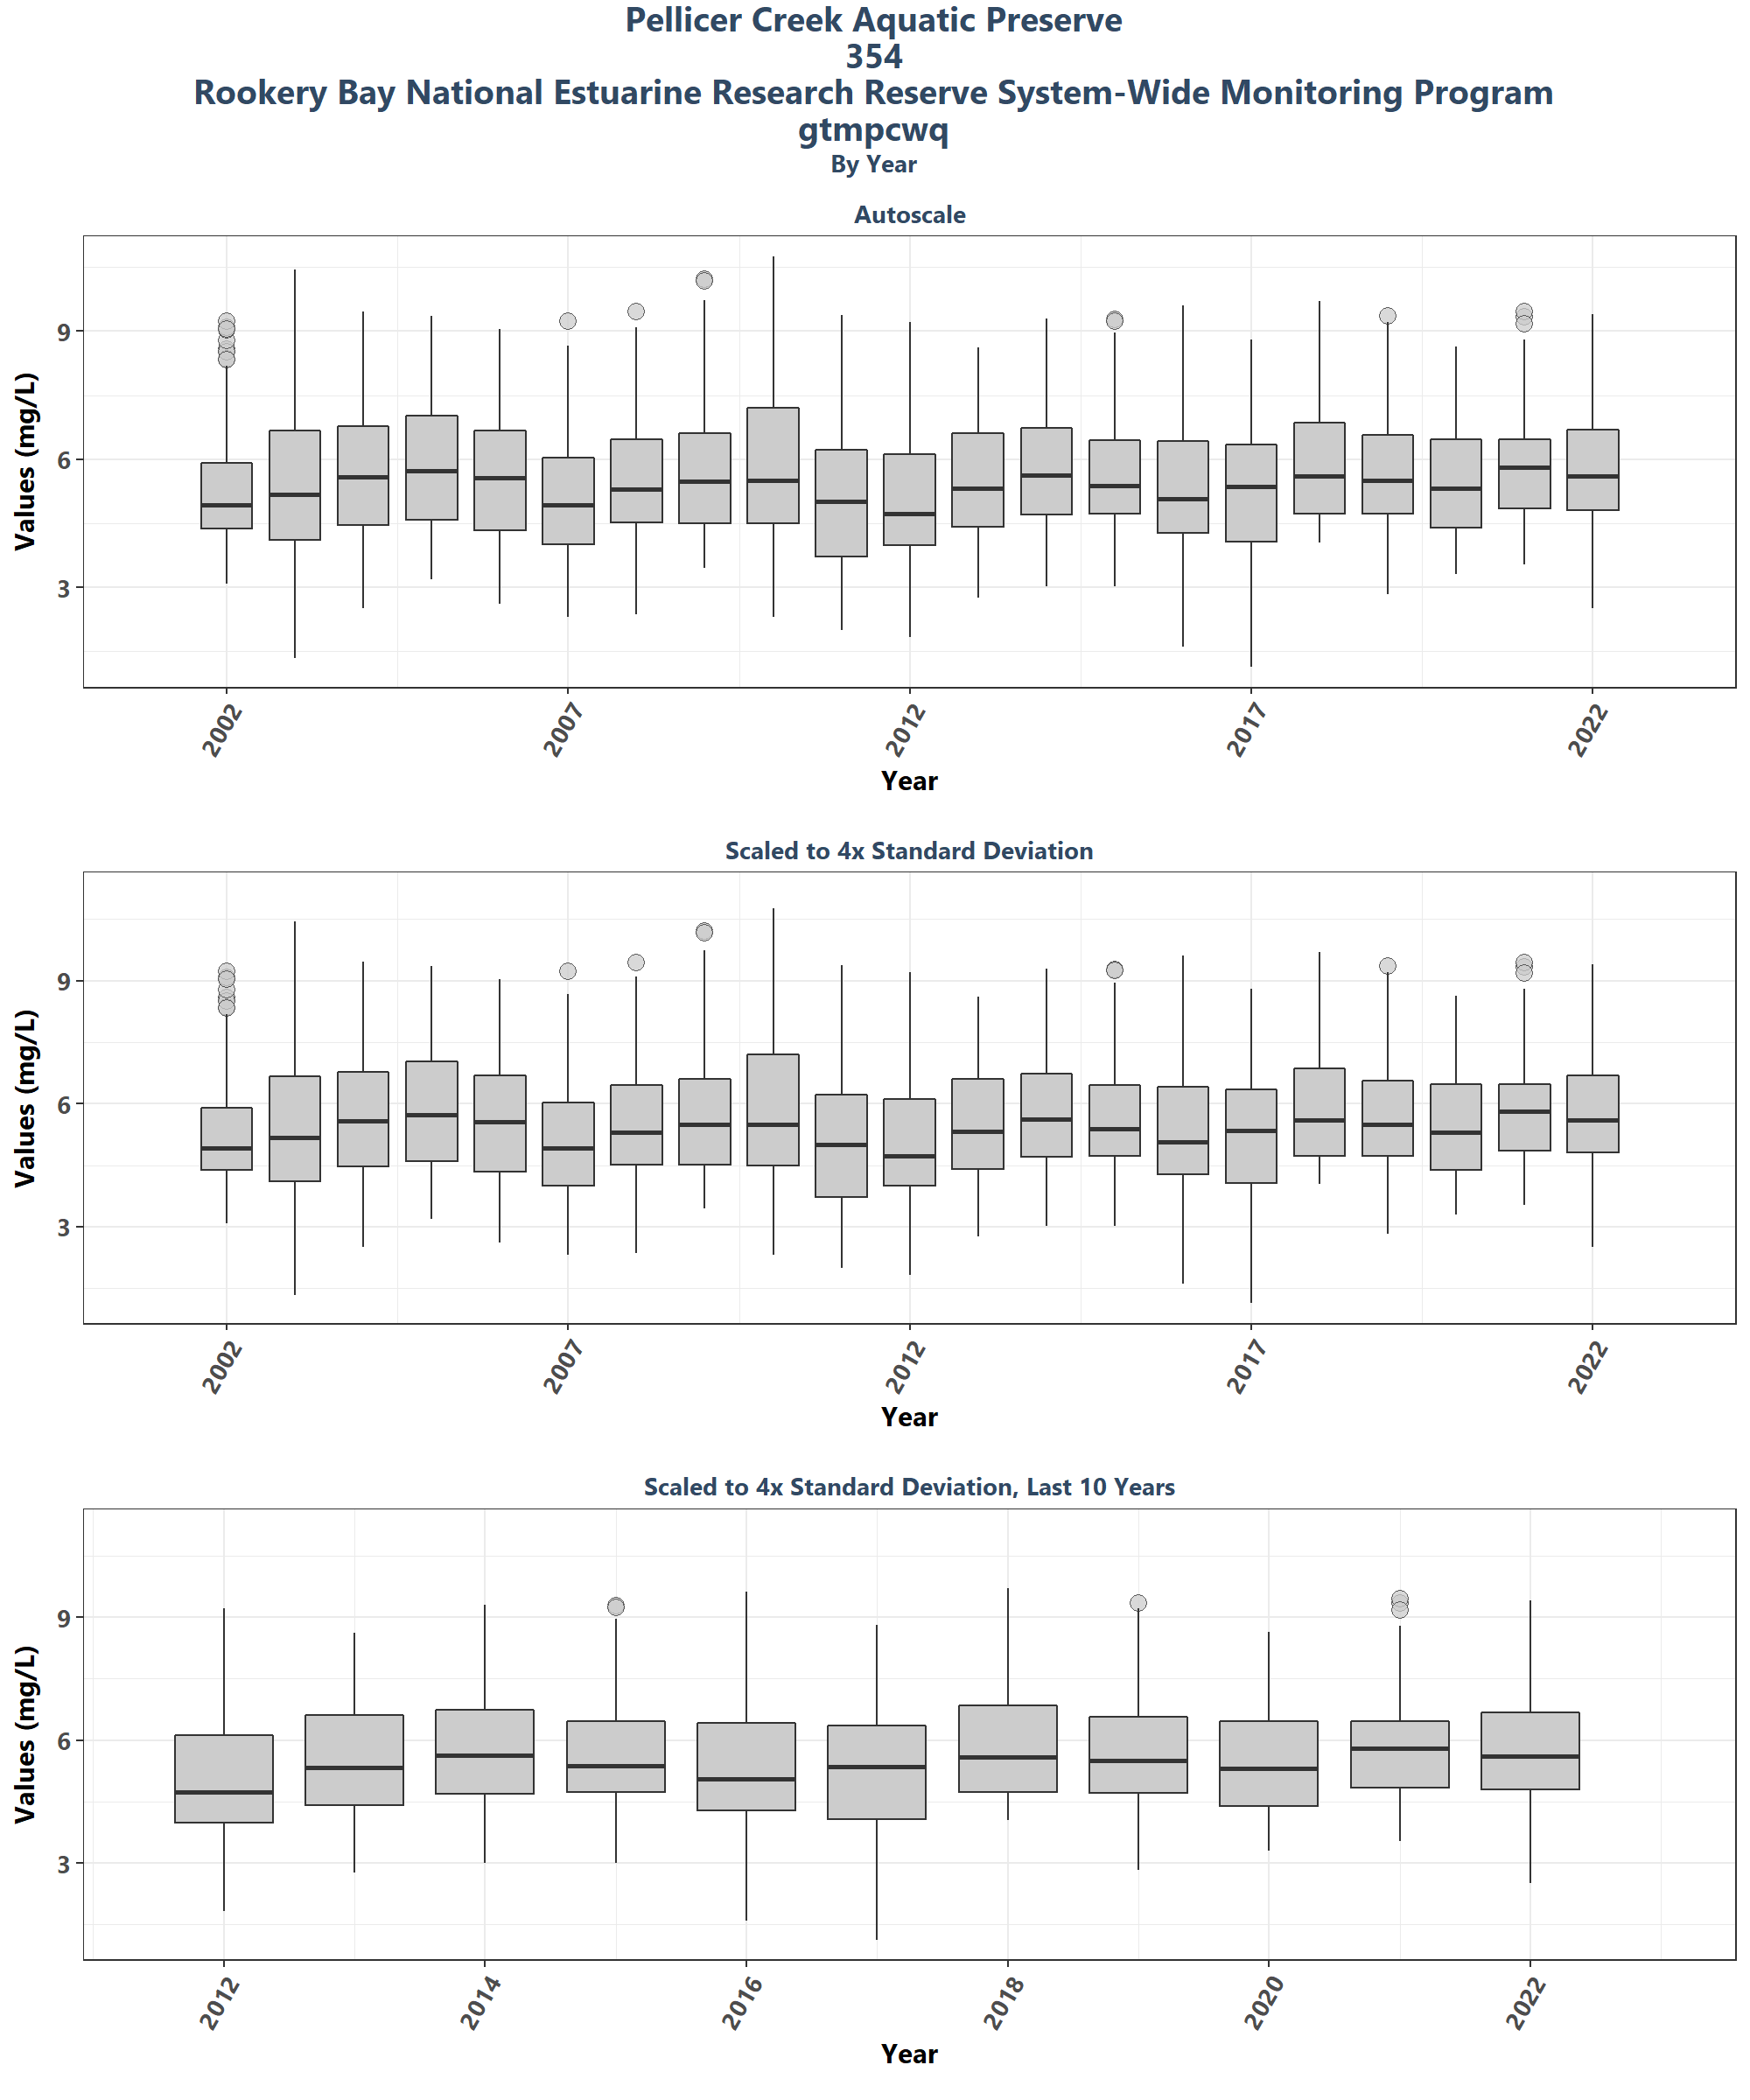 Pellicer Creek Aquatic Preserve
354
Rookery Bay National Estuarine Research Reserve System-Wide Monitoring Program
gtmpcwq
By Year
Autoscale
Values (mg/L)
9
6
3
2002 2007 2012 2017 2022
Year
Scaled to 4x Standard Deviation
Values (mg/L)
9
6
3
2002 2007 2012 2017 2022
Year
Scaled to 4x Standard Deviation, Last 10 Years
Values (mg/L)
9
6
3
2012 2014 2016 2018 2020 2022
Year